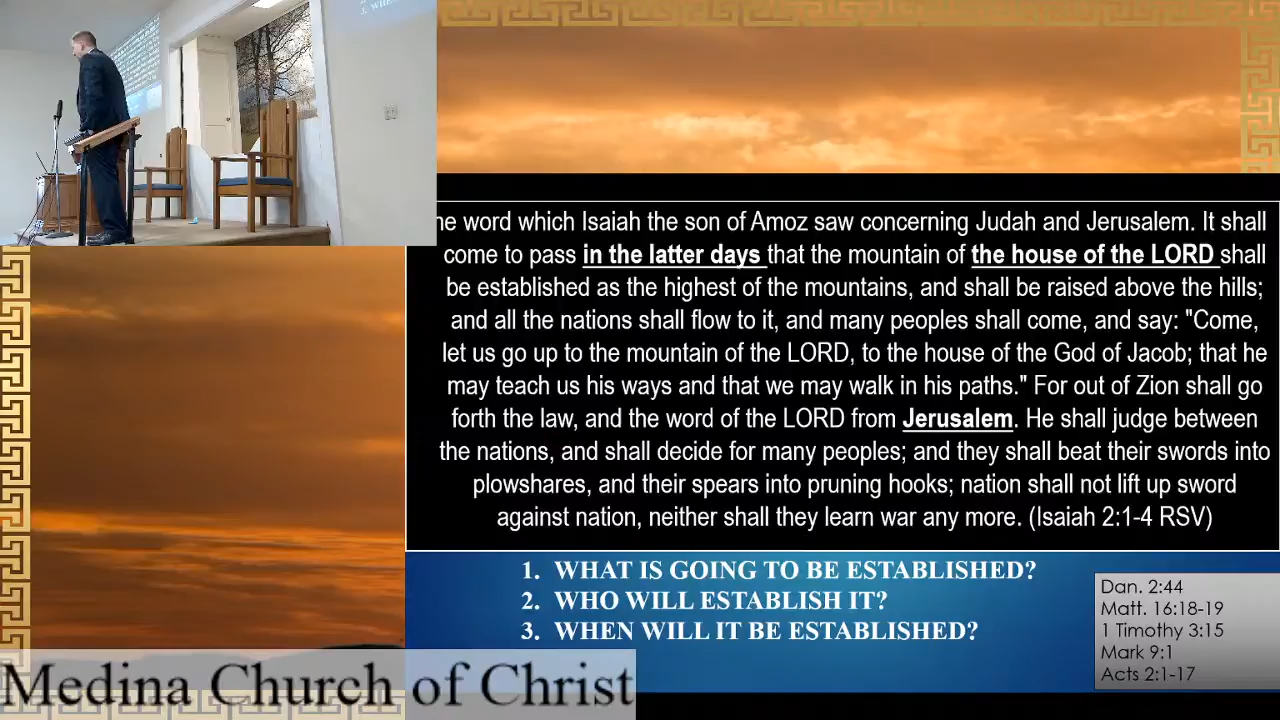 he word which Isaiah the son of Amoz saw concerning Judah and Jerusalem. It shall
come to pass in the latter days that the mountain of the house of the LORD shall
be established as the highest of the mountains, and shall be raised above the hills;
and all the nations shall flow to it, and many peoples shall come, and say: "Come,
let us go up to the mountain of the LORD, to the house of the God of Jacob; that he
may teach us his ways and that we may walk in his paths." For out of Zion shall go
forth the law, and the word of the LORD from Jerusalem. He shall judge between
the nations, and shall decide for many peoples; and they shall beat their swords into
plowshares, and their spears into pruning hooks; nation shall not lift up sword
against nation, neither shall they learn war any more. (Isaiah 2:1-4 RSV)
1. WHAT IS GOING TO BE ESTABLISHED?
2. WHO WILL ESTABLISH IT?
3. WHEN WILL IT BE ESTABLISHED?
Dan. 2:44
Matt. 16:18-19
1 Timothy 3:15
Mark 9:1
Acts 2:1-17
Medina Church of Christ